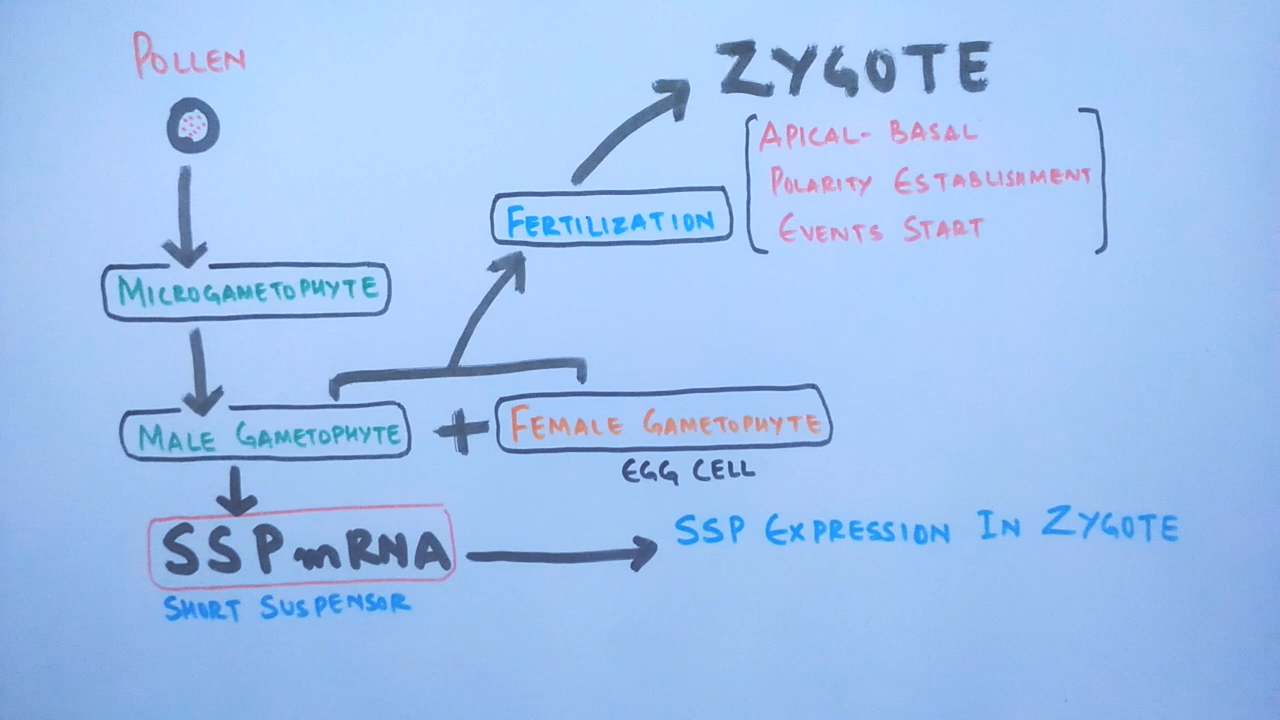 POLLEN
ZYGOTE
APICAL-BASAL
POLARITY ESTABLISHMENT
EVENTS START
FERTILIZATION
MICROGAMETOPHYTE
MALE GAMETOPHYTE
+
FEMALE GAMETOPHYTE
EGG CELL
SSP mRNA
SHORT SUSPENSOR
SSP EXPRESSION IN ZYGOTE